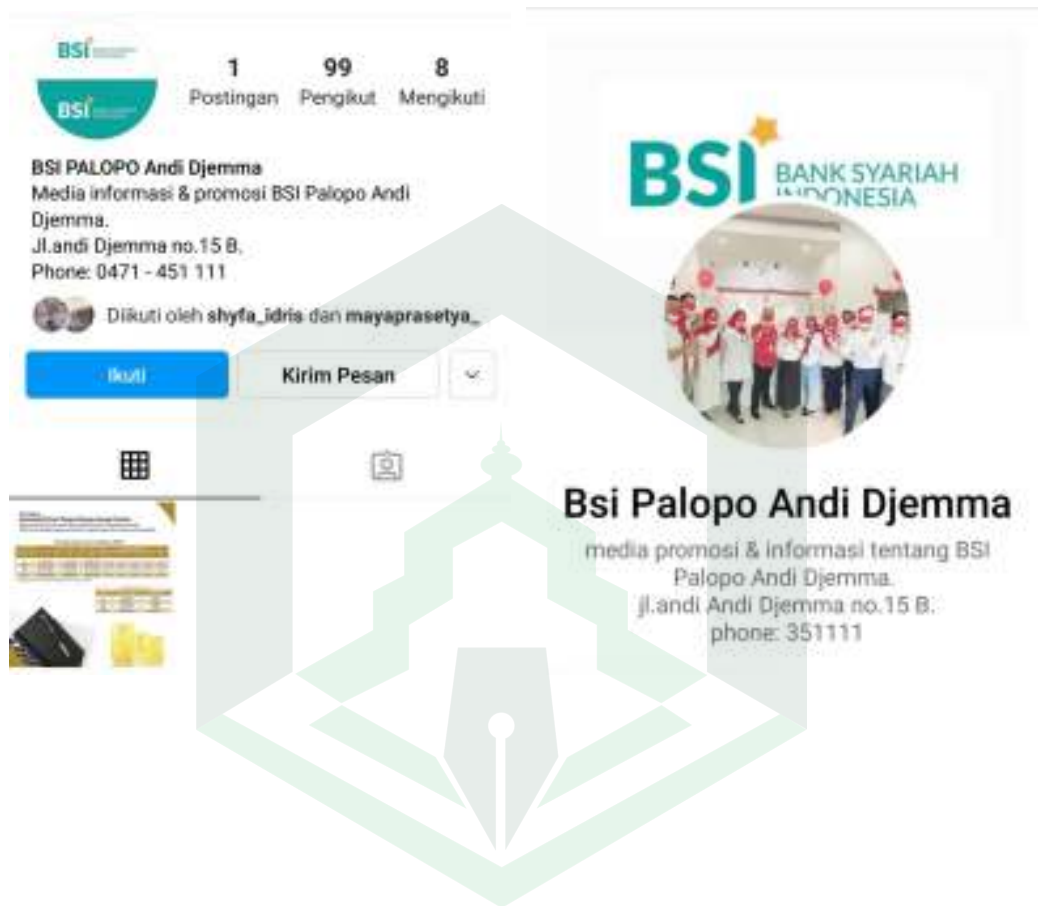 BSI
BSI
1 99 8
Postingan Pengikut Mengikuti
BSI PALOPO Andi Djemma
Media informasi & promosi BSI Palopo Andi
Djemma.
Jl.andi Djemma no.15 B.
Phone: 0471 - 451 111
Diikuti oleh shyfa_idris dan mayaprasetya_
Ikuti Kirim Pesan
BSI BANK SYARIAH
INDONESIA
Bsi Palopo Andi Djemma
media promosi & informasi tentang BSI
Palopo Andi Djemma.
jl.andi Andi Djemma no.15 B.
phone: 351111